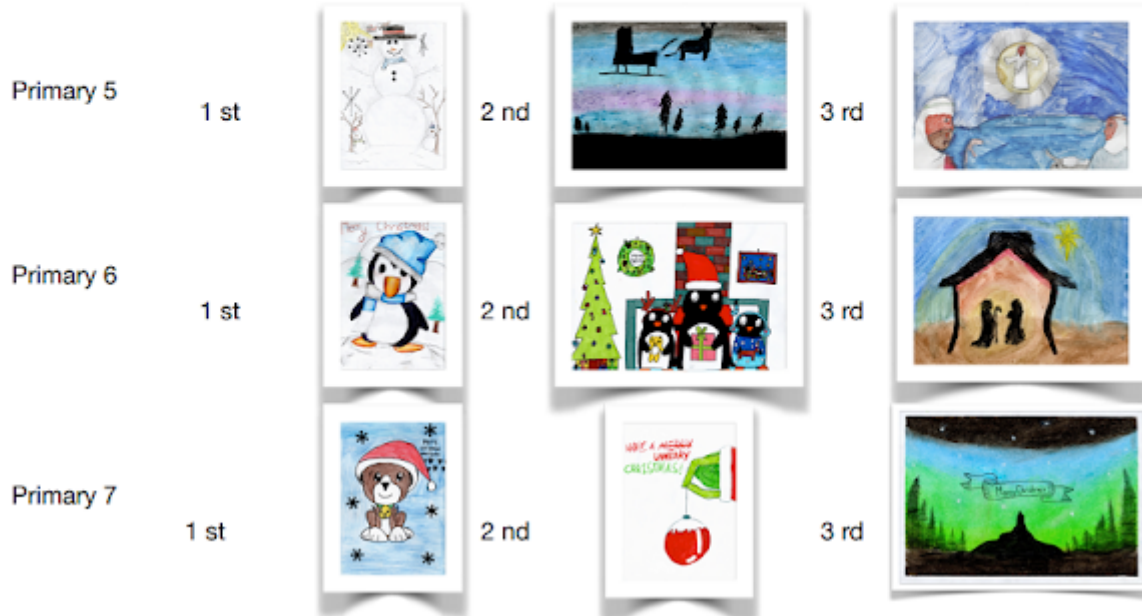 Primary 5
1 st
2 nd
3 rd
Primary 6
1 st
2 nd
3 rd
Merry Christmas!
Primary 7
1 st
2 nd
3 rd
HAVE A MERRY
UNMERRY
CHRISTMAS!
Merry Christmas